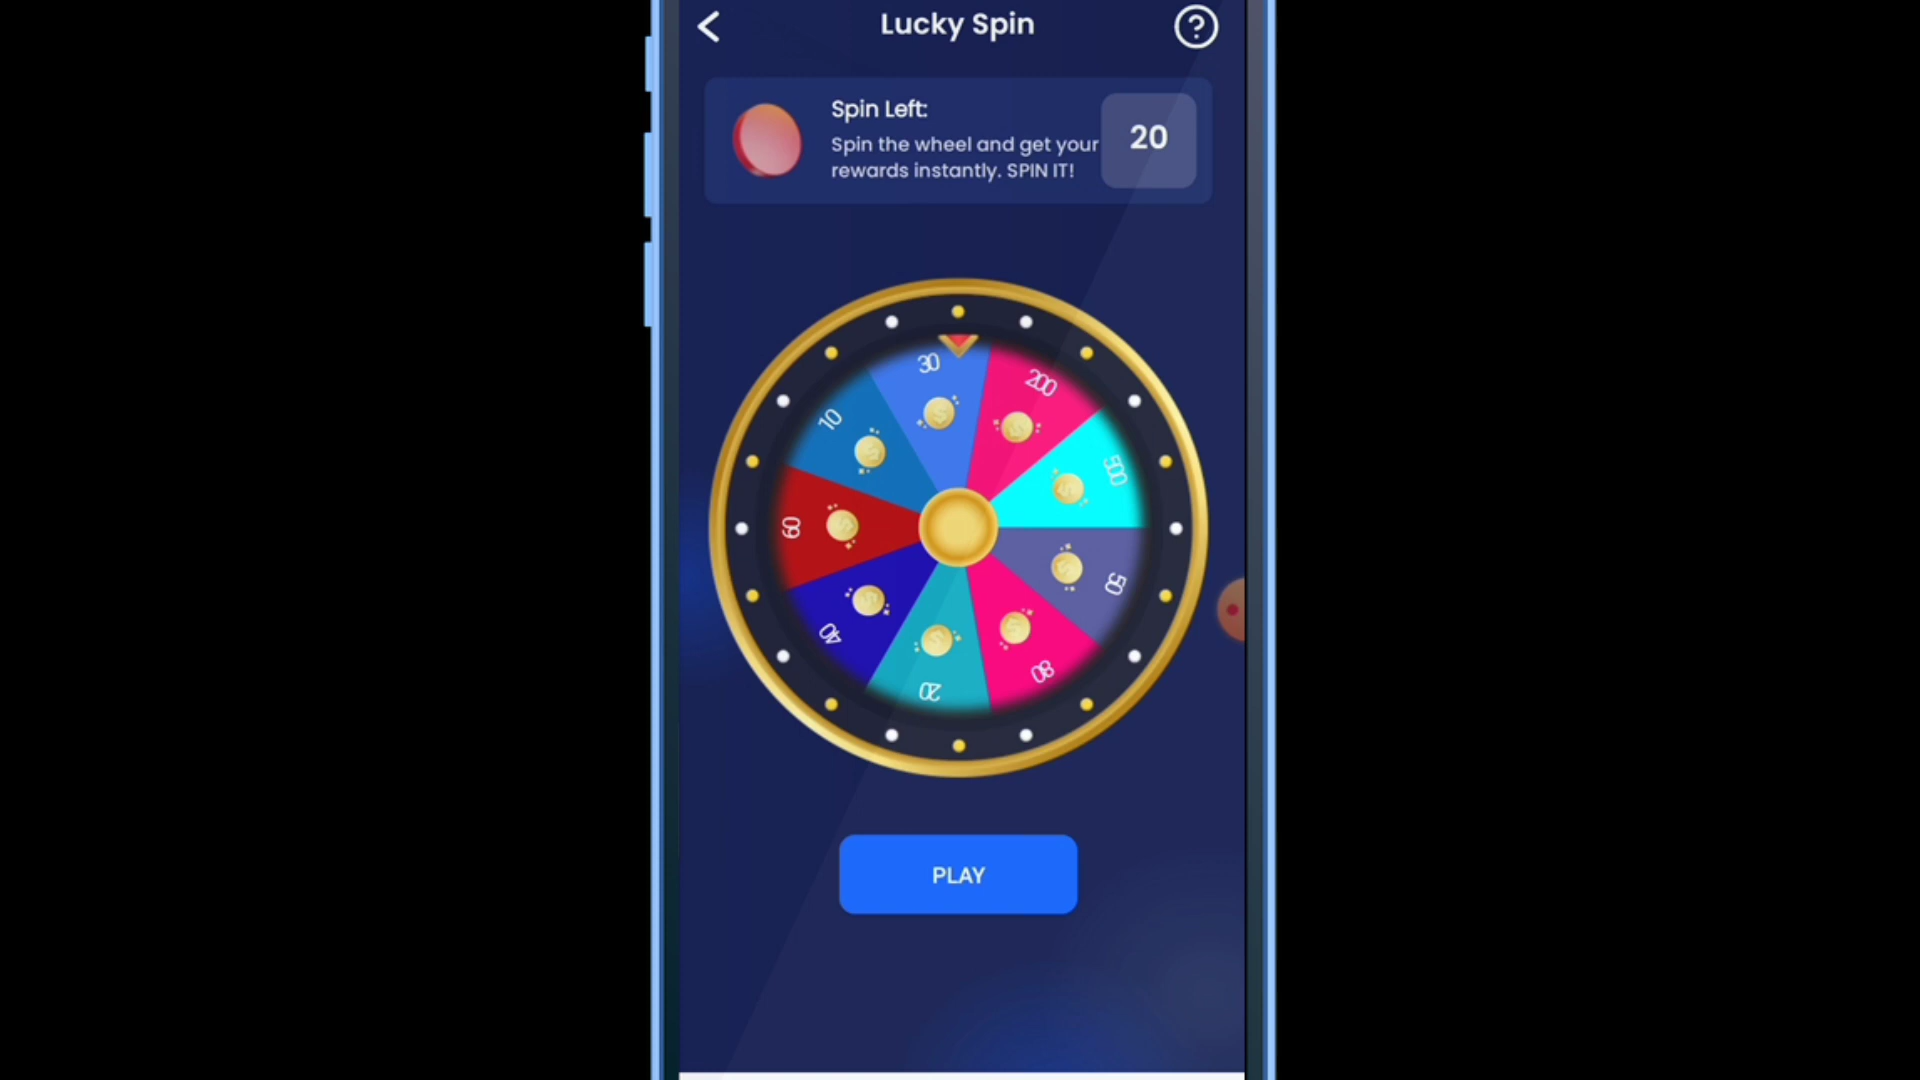 Lucky Spin
?
Spin Left:
Spin the wheel and get your
rewards instantly. SPIN IT!
20
30
200
500
50
80
20
40
60
10
PLAY